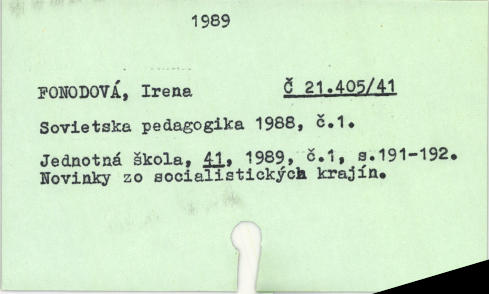 1989
FONODOVÁ, Irena Č 21.405/41
Sovietska pedagogika 1988, č.1.
Jednotná škola, 41, 1989, č.1, s.191-192.
Novinky zo socialistických krajín.